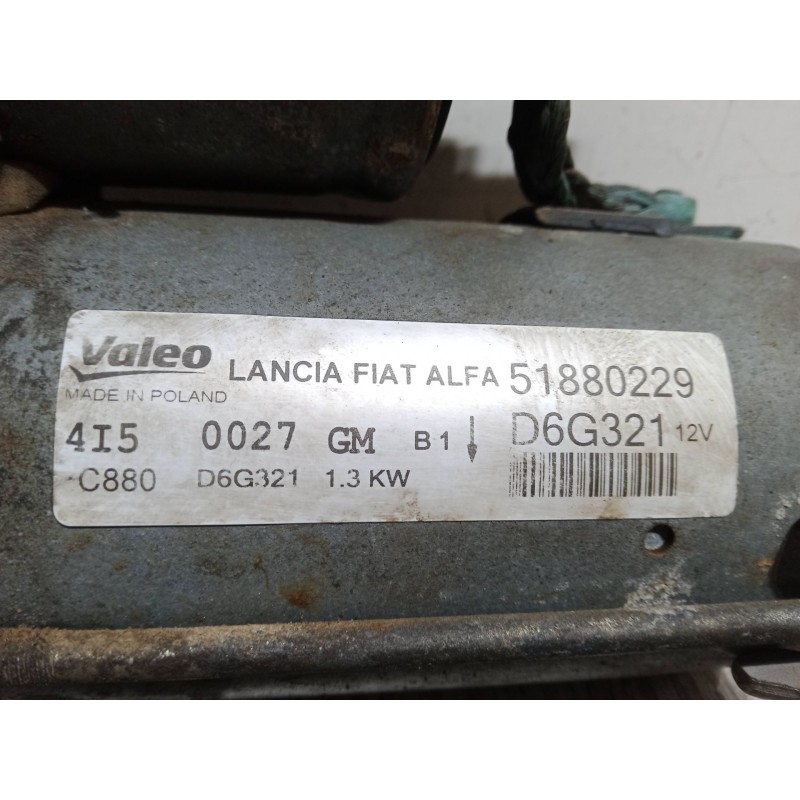 Valeo LANCIA FIAT ALFA 51880229
MADE IN POLAND
4I5 0027 GM B1 D6G321 12V
C880 D6G321 1.3 KW